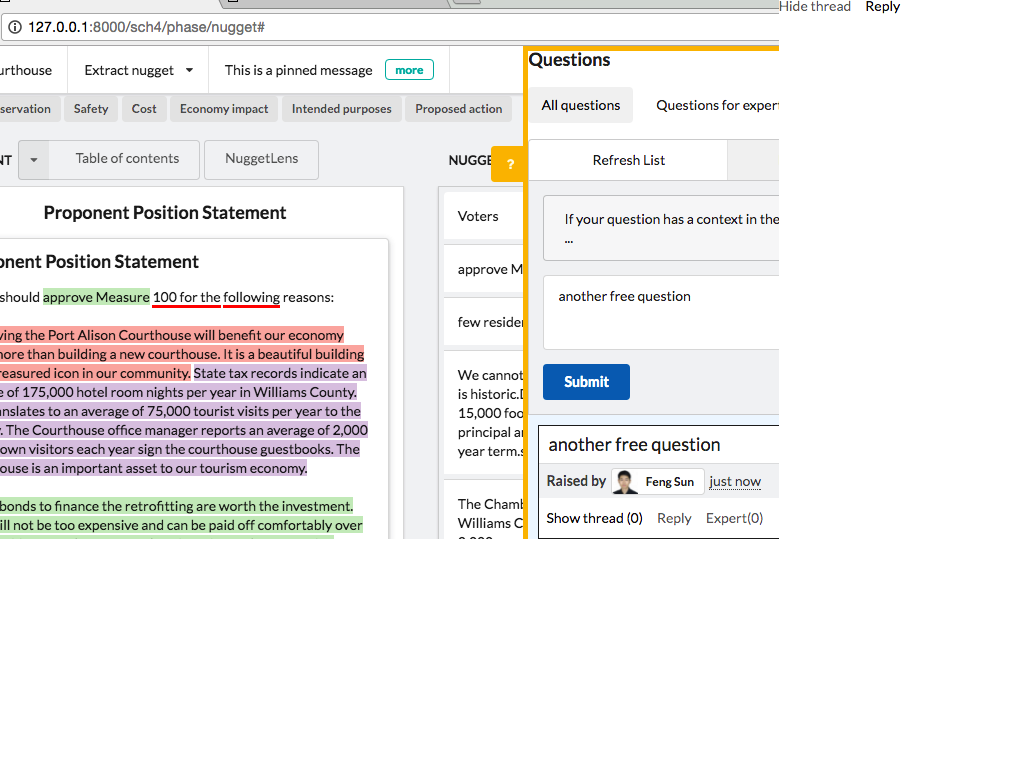 Hide thread Reply
127.0.0.1:8000/sch4/phase/nugget#
urthouse Extract nugget This is a pinned message more
servation Safety Cost Economy impact Intended purposes Proposed action
NT Table of contents NuggetLens
Proponent Position Statement
onent Position Statement
should approve Measure 100 for the following reasons:
ving the Port Alison Courthouse will benefit our economy
nore than building a new courthouse. It is a beautiful building
reasured icon in our community. State tax records indicate an
e of 175,000 hotel room nights per year in Williams County.
anslates to an average of 75,000 tourist visits per year to the
. The Courthouse office manager reports an average of 2,000
own visitors each year sign the courthouse guestbooks. The
ouse is an important asset to our tourism economy.
bonds to finance the retrofitting are worth the investment.
ill not be too expensive and can be paid off comfortably over
NUGGE ?
Voters
approve M
few resider
We cannot
is historic.D
15,000 foo
principal a
year term.s
The Chamb
Williams C
Questions
All questions Questions for expert
Refresh List
If your question has a context in the
...
another free question
Submit
another free question
Raised by Feng Sun just now
Show thread (0) Reply Expert(0)